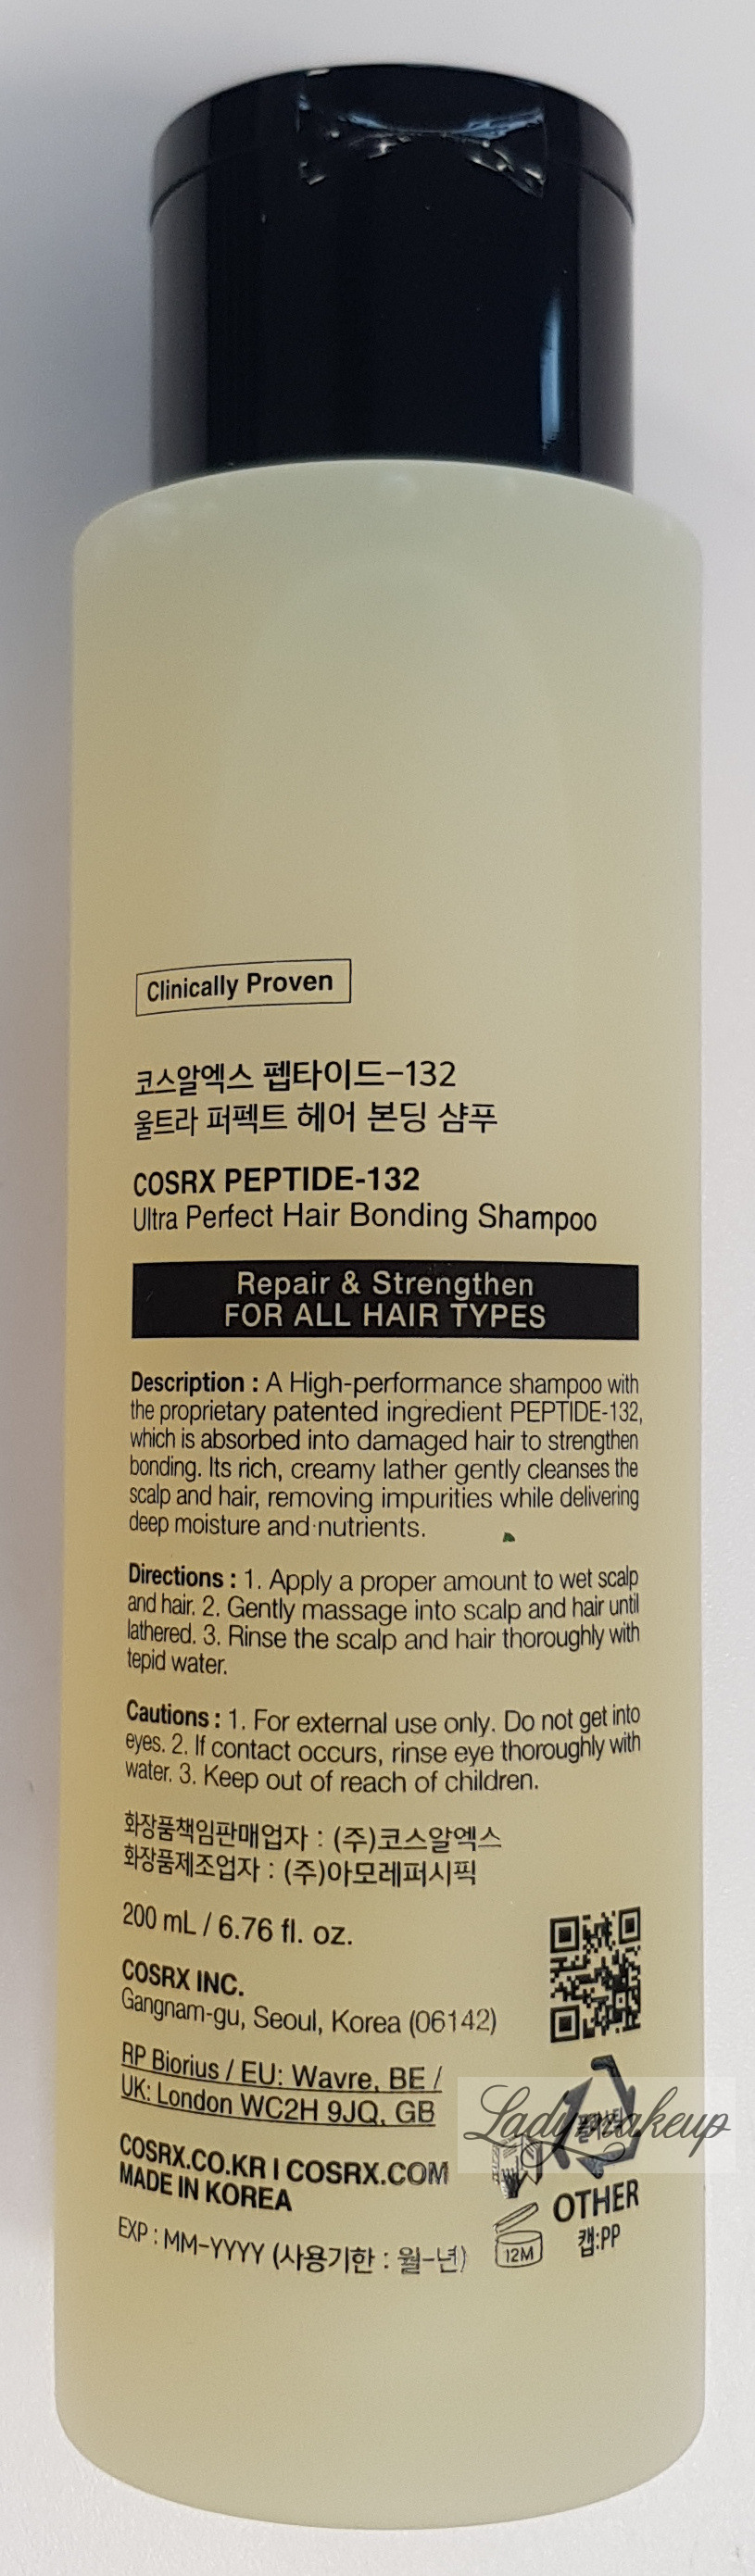 Clinically Proven
코스알엑스 펩타이드-132
울트라 퍼펙트 헤어 본딩 샴푸
COSRX PEPTIDE-132
Ultra Perfect Hair Bonding Shampoo
Repair & Strengthen
FOR ALL HAIR TYPES
Description : A High-performance shampoo with
the proprietary patented ingredient PEPTIDE-132,
which is absorbed into damaged hair to strengthen
bonding. Its rich, creamy lather gently cleanses the
scalp and hair, removing impurities while delivering
deep moisture and nutrients.
Directions : 1. Apply a proper amount to wet scalp
and hair. 2. Gently massage into scalp and hair until
lathered. 3. Rinse the scalp and hair thoroughly with
tepid water.
Cautions : 1. For external use only. Do not get into
eyes. 2. If contact occurs, rinse eye thoroughly with
water. 3. Keep out of reach of children.
화장품책임판매업자 : (주)코스알엑스
화장품제조업자 : (주)아모레퍼시픽
200 mL / 6.76 fl. oz.
COSRX INC.
Gangnam-gu, Seoul, Korea (06142)
RP Biorius / EU: Wavre, BE /
UK: London WC2H 9JQ, GB
COSRX.CO.KR I COSRX.COM
MADE IN KOREA
EXP : MM-YYYY (사용기한 : 월-년)
Ladymakeup
OTHER
캡:PP
12M